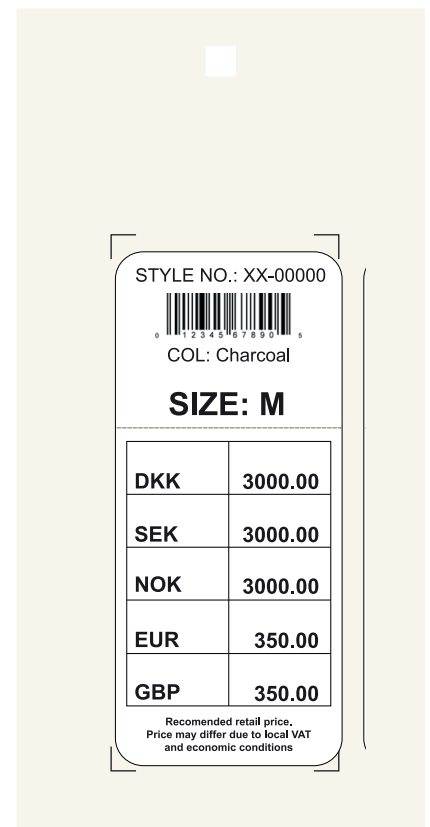 STYLE NO.: XX-00000
0 12345 67890 5
COL: Charcoal
SIZE: M
DKK 3000.00
SEK 3000.00
NOK 3000.00
EUR 350.00
GBP 350.00
Recomended retail price.
Price may differ due to local VAT
and economic conditions